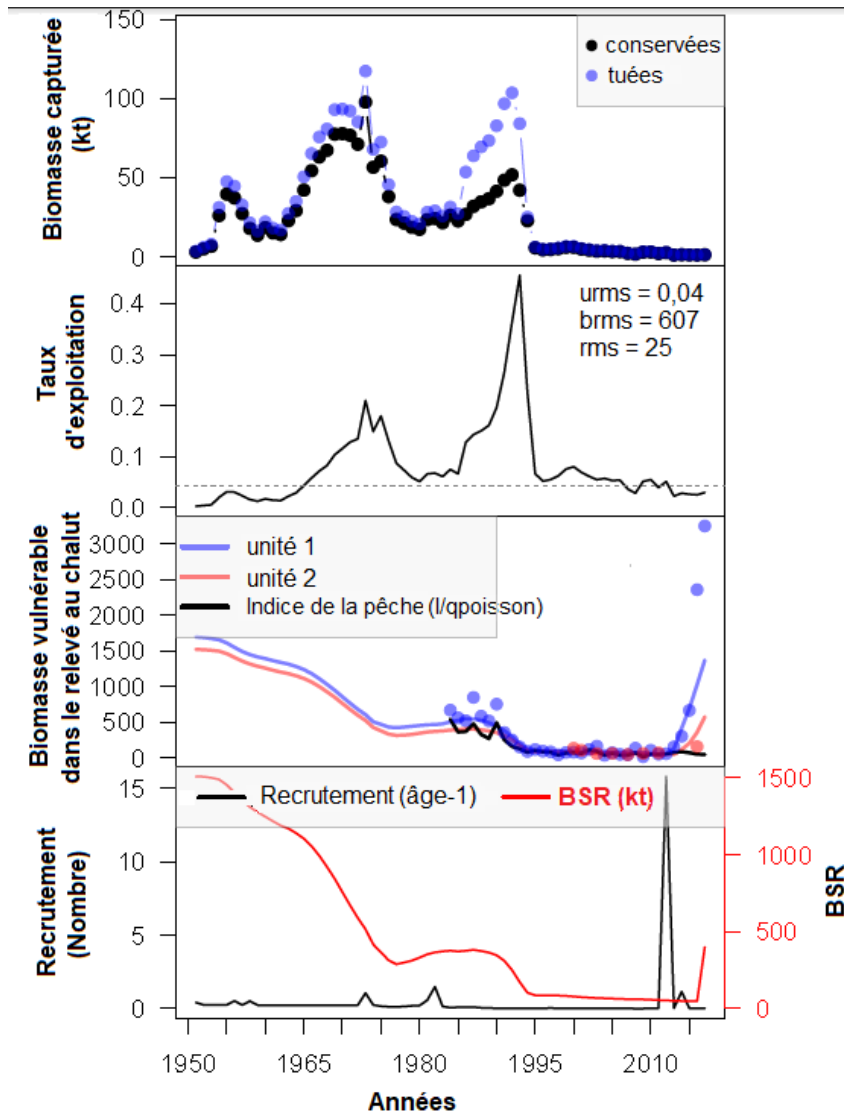 Biomasse capturée
(kt)
150
100
50
0
conservées
tuées
Taux
d'exploitation
0.4
0.3
0.2
0.1
0.0
urms = 0,04
brms = 607
rms = 25
Biomasse vulnérable
dans le relevé au chalut
3000
2500
2000
1500
1000
500
0
unité 1
unité 2
Indice de la pêche (l/qpoisson)
Recrutement
(Nombre)
15
10
5
0
Recrutement (âge-1)
BSR (kt)
1500
1000
500
0
BSR
1950 1965 1980 1995 2010
Années